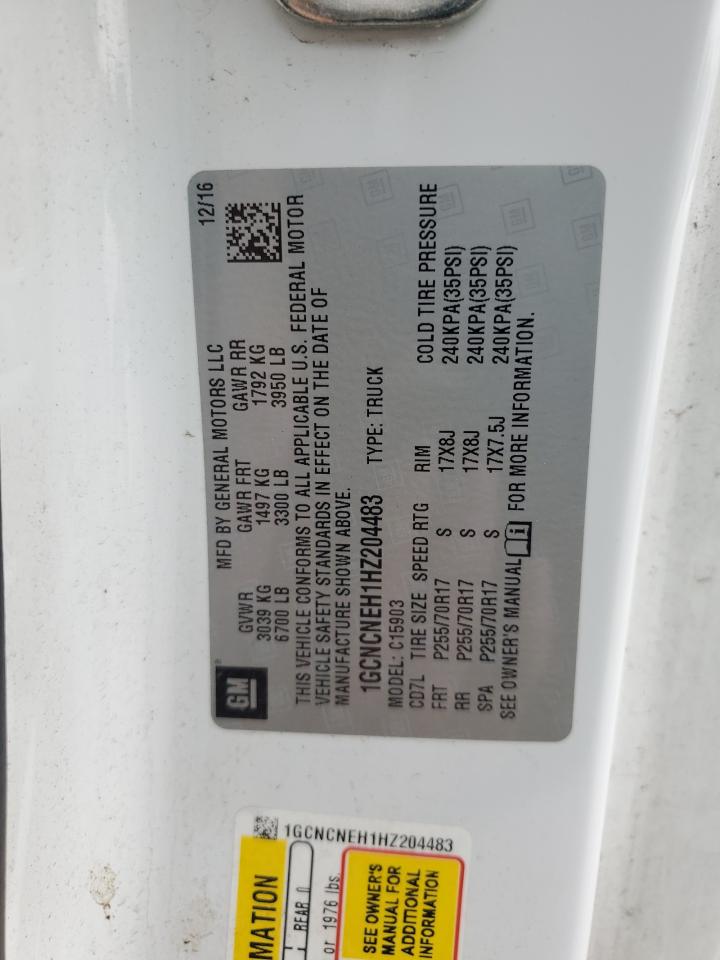 12/16
MFD BY GENERAL MOTORS LLC
GM®
GVWR GAWR FRT GAWR RR
3039 KG 1497 KG 1792 KG
6700 LB 3300 LB 3950 LB
THIS VEHICLE CONFORMS TO ALL APPLICABLE U.S. FEDERAL MOTOR
VEHICLE SAFETY STANDARDS IN EFFECT ON THE DATE OF
MANUFACTURE SHOWN ABOVE.
1GCNCNEH1HZ204483 TYPE: TRUCK
MODEL: C15903
CD7L TIRE SIZE SPEED RTG RIM COLD TIRE PRESSURE
FRT P255/70R17 S 17X8J 240KPA(35PSI)
RR P255/70R17 S 17X8J 240KPA(35PSI)
SPA P255/70R17 S 17X7.5J 240KPA(35PSI)
SEE OWNER'S MANUAL FOR MORE INFORMATION.
1GCNCNEH1HZ204483
MATION
REAR
or 1976 lbs.
SEE OWNER'S
MANUAL FOR
ADDITIONAL
INFORMATION